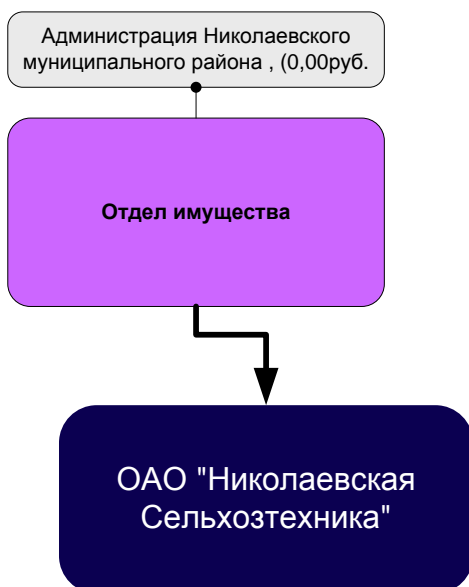 Администрация Николаевского
муниципального района , (0,00руб.
Отдел имущества
ОАО "Николаевская
Сельхозтехника"